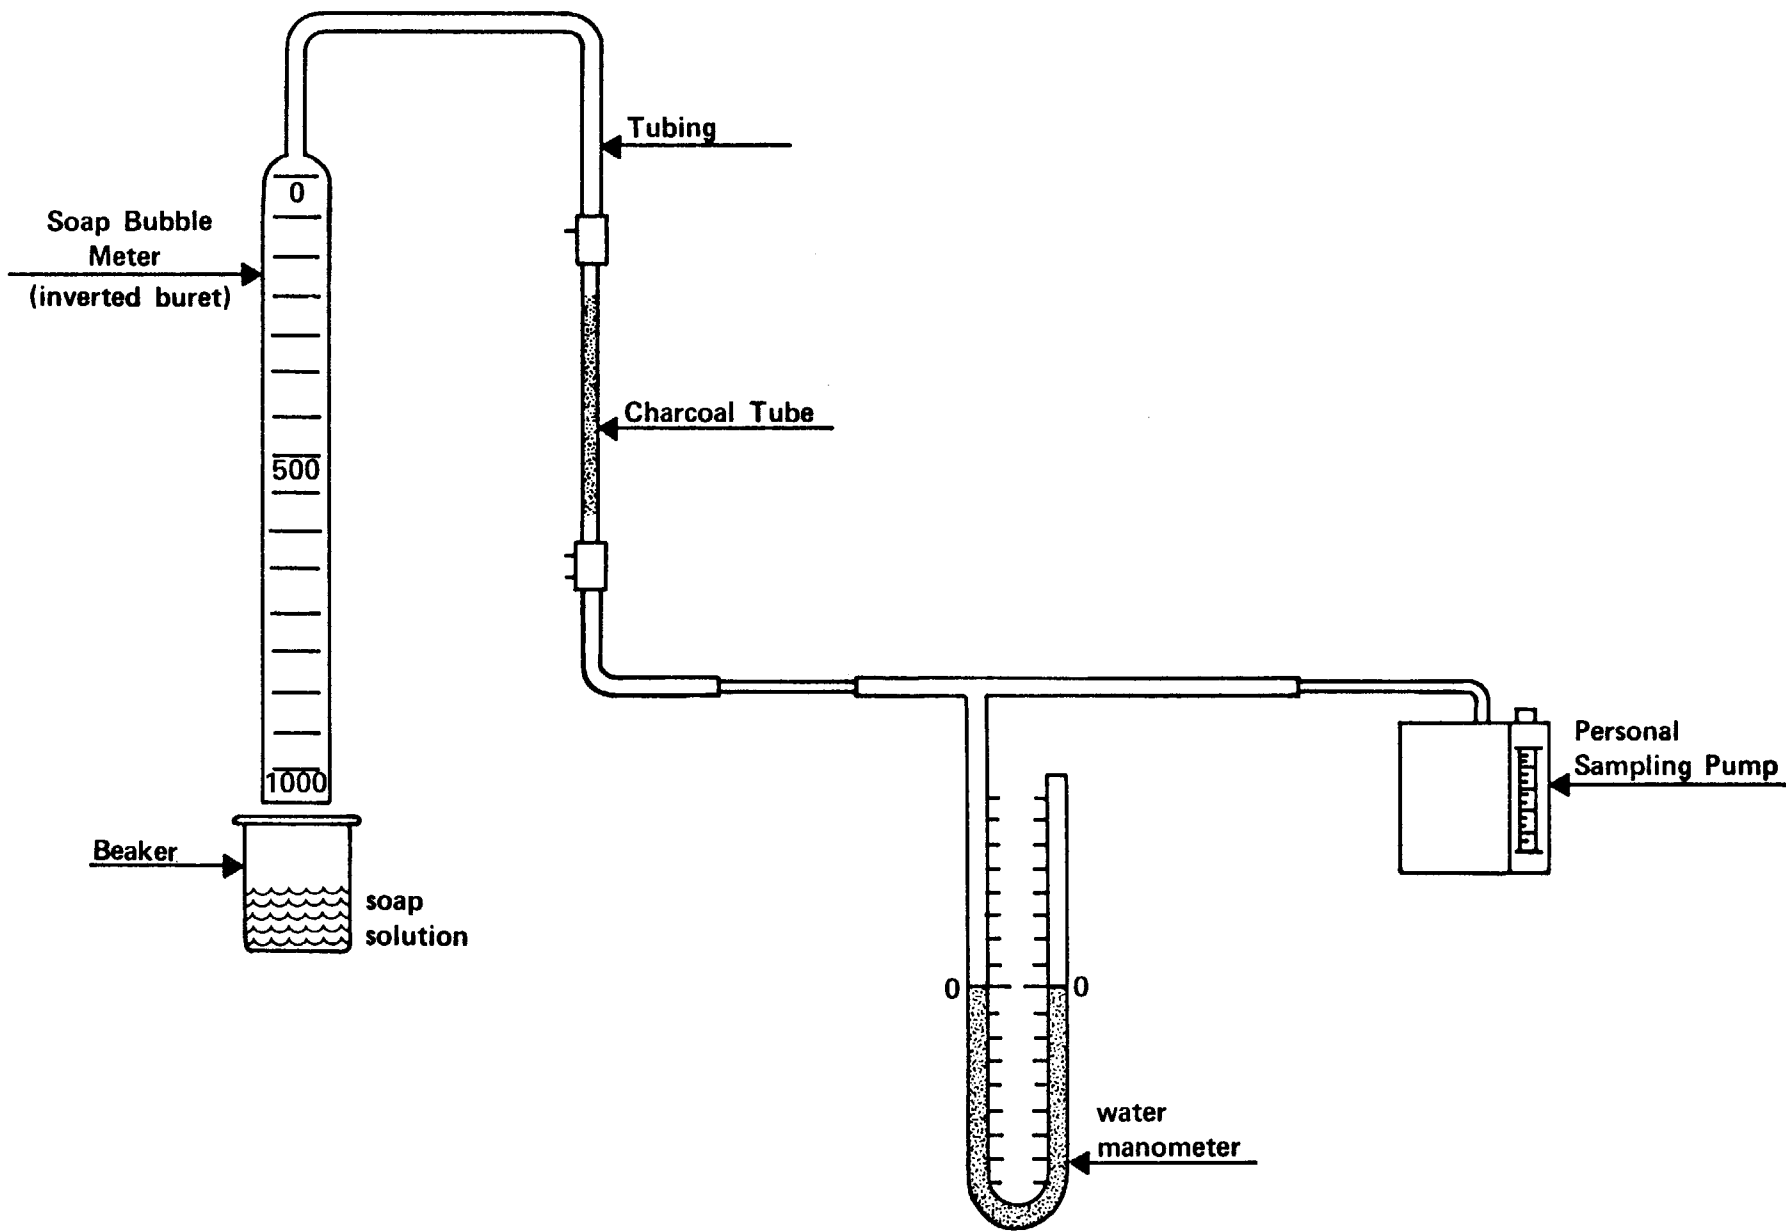 Tubing
0
Soap Bubble
Meter
(inverted buret)
Charcoal Tube
500
Personal
Sampling Pump
1000
Beaker
soap
solution
0 0
water
manometer